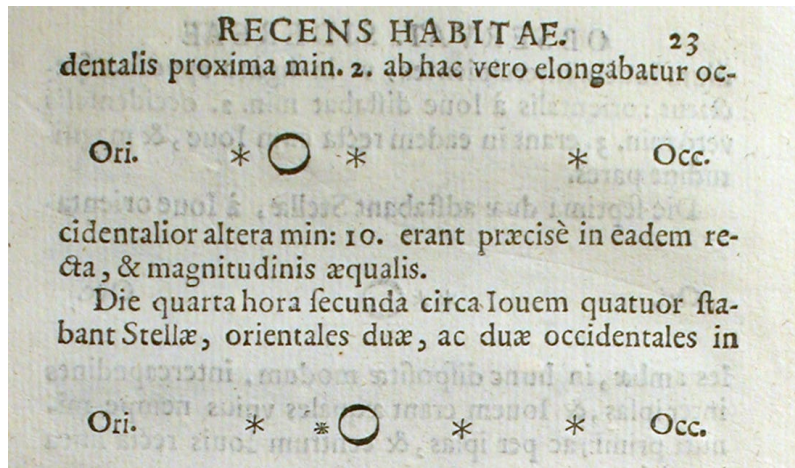 RECENS HABITAE. 23
dentalis proxima min. 2. ab hac vero elongabatur oc-
Ori. * O * * Occ.
cidentalior altera min: 10. erant præcisè in eadem re-
cta, & magnitudinis æqualis.
Die quarta hora ſecunda circa Iouem quatuor ſta-
bant Stellæ, orientales duæ, ac duæ occidentales in
Ori. * * O * * Occ.